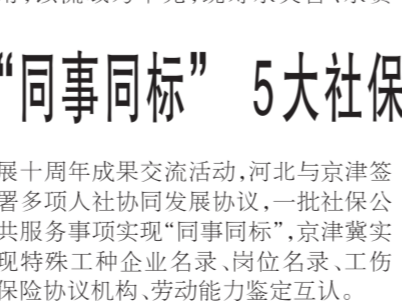 “同事同标” 5大社保
展十周年成果交流活动,河北与京津签
署多项人社协同发展协议,一批社保公
共服务事项实现“同事同标”,京津冀实
现特殊工种企业名录、岗位名录、工伤
保险协议机构、劳动能力鉴定互认。